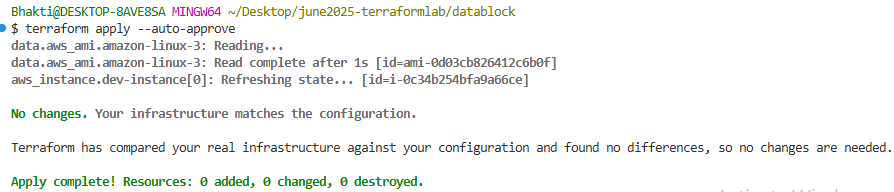 Bhakti@DESKTOP-8AVE8SA MINGW64 ~/Desktop/june2025-terraformlab/datablock
$ terraform apply --auto-approve
data.aws_ami.amazon-linux-3: Reading...
data.aws_ami.amazon-linux-3: Read complete after 1s [id=ami-0d03cb826412c6b0f]
aws_instance.dev-instance[0]: Refreshing state... [id=i-0c34b254bfa9a66ce]
No changes. Your infrastructure matches the configuration.
Terraform has compared your real infrastructure against your configuration and found no differences, so no changes are needed.
Apply complete! Resources: 0 added, 0 changed, 0 destroyed.